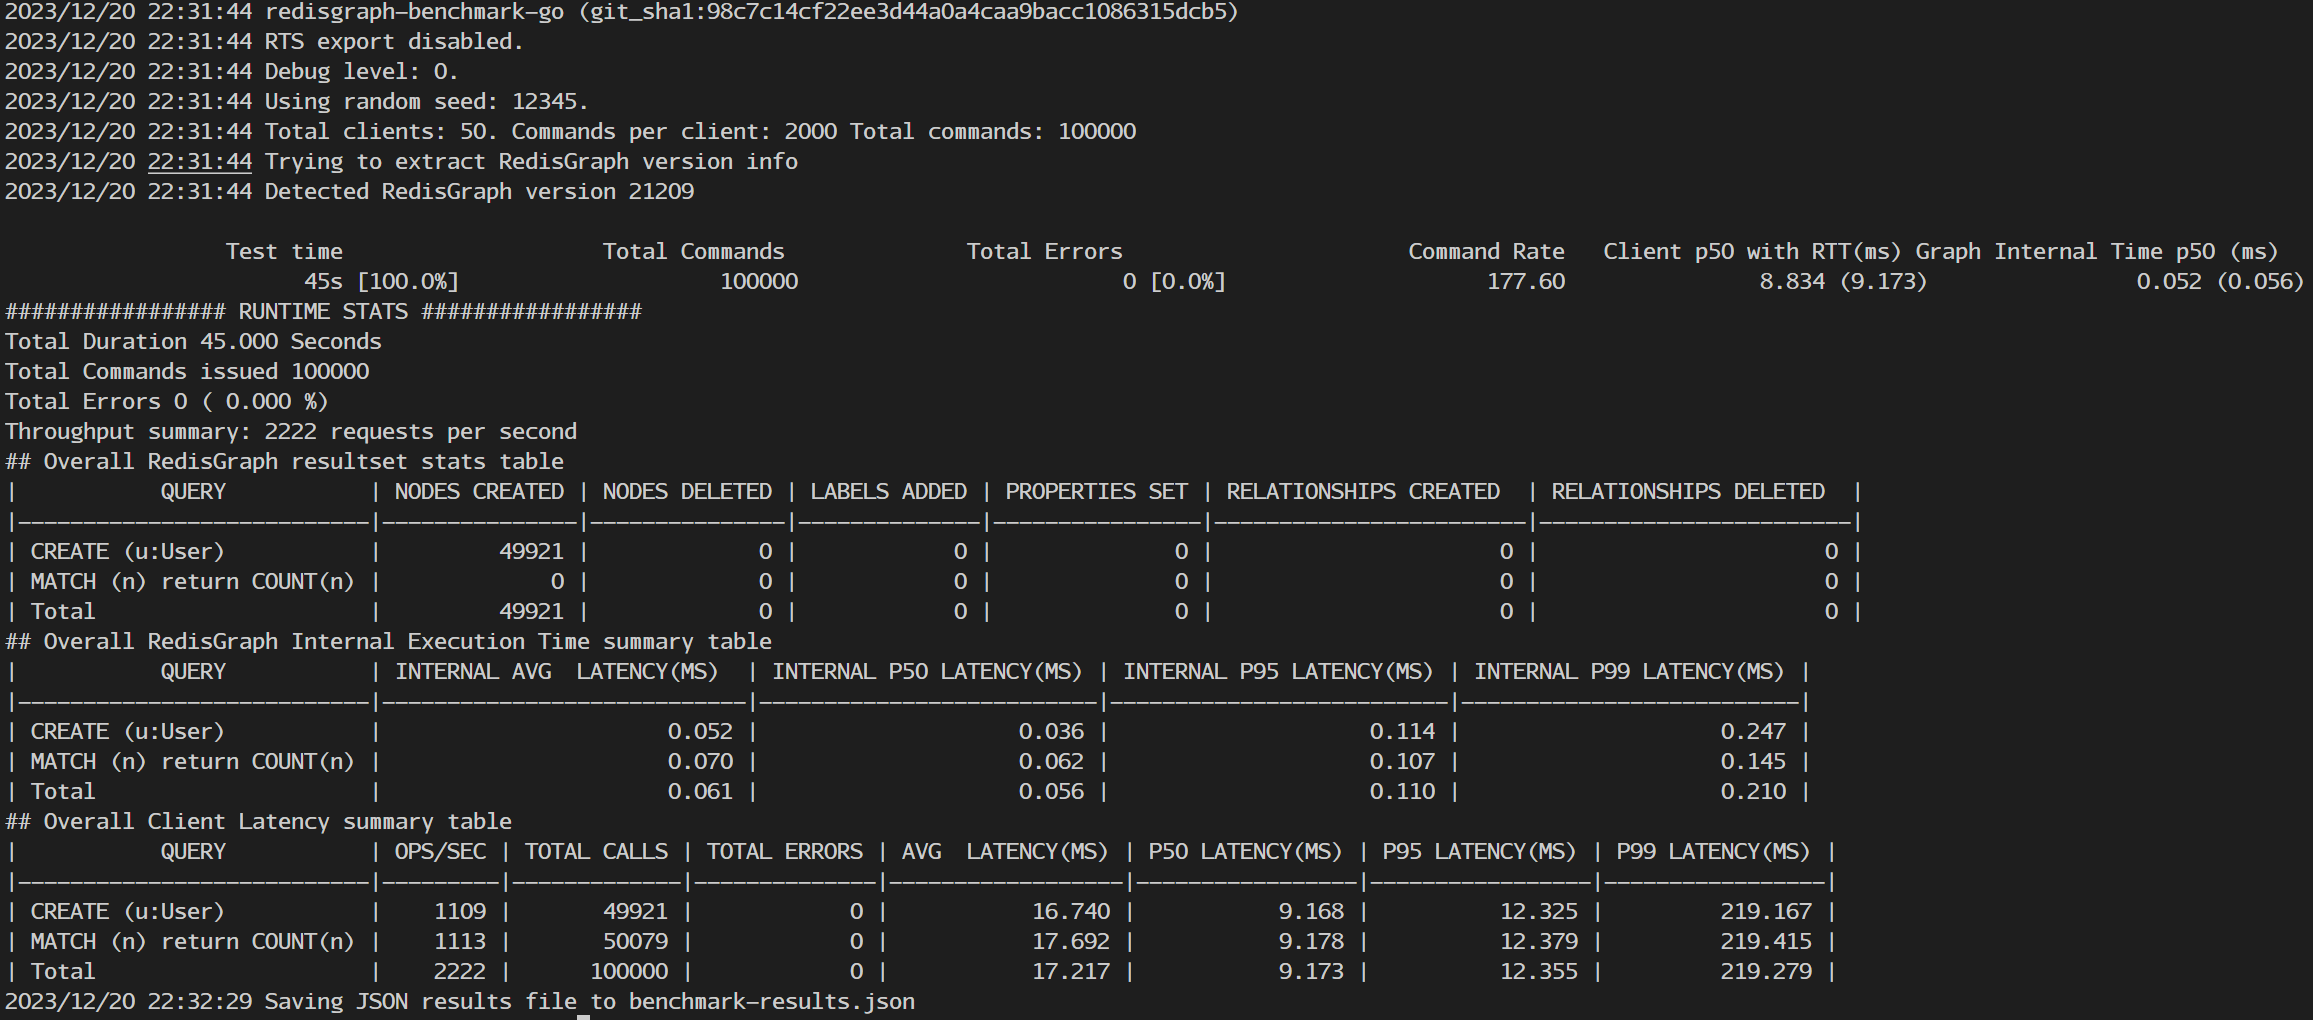 2023/12/20 22:31:44 redisgraph-benchmark-go (git_sha1:98c7c14cf22ee3d44a0a4caa9bacc1086315dcb5)
2023/12/20 22:31:44 RTS export disabled.
2023/12/20 22:31:44 Debug level: 0.
2023/12/20 22:31:44 Using random seed: 12345.
2023/12/20 22:31:44 Total clients: 50. Commands per client: 2000 Total commands: 100000
2023/12/20 22:31:44 Trying to extract RedisGraph version info
2023/12/20 22:31:44 Detected RedisGraph version 21209
Test time Total Commands Total Errors Command Rate Client p50 with RTT(ms) Graph Internal Time p50 (ms)
45s [100.0%] 100000 0 [0.0%] 177.60 8.834 (9.173) 0.052 (0.056)
################# RUNTIME STATS #################
Total Duration 45.000 Seconds
Total Commands issued 100000
Total Errors 0 ( 0.000 %)
Throughput summary: 2222 requests per second
## Overall RedisGraph resultset stats table
| QUERY | NODES CREATED | NODES DELETED | LABELS ADDED | PROPERTIES SET | RELATIONSHIPS CREATED | RELATIONSHIPS DELETED |
|---------------------------|---------------|---------------|--------------|----------------|------------------------|------------------------|
| CREATE (u:User) | 49921 | 0 | 0 | 0 | 0 | 0 |
| MATCH (n) return COUNT(n) | 0 | 0 | 0 | 0 | 0 | 0 |
| Total | 49921 | 0 | 0 | 0 | 0 | 0 |
## Overall RedisGraph Internal Execution Time summary table
| QUERY | INTERNAL AVG LATENCY(MS) | INTERNAL P50 LATENCY(MS) | INTERNAL P95 LATENCY(MS) | INTERNAL P99 LATENCY(MS) |
|---------------------------|----------------------------|--------------------------|--------------------------|--------------------------|
| CREATE (u:User) | 0.052 | 0.036 | 0.114 | 0.247 |
| MATCH (n) return COUNT(n) | 0.070 | 0.062 | 0.107 | 0.145 |
| Total | 0.061 | 0.056 | 0.110 | 0.210 |
## Overall Client Latency summary table
| QUERY | OPS/SEC | TOTAL CALLS | TOTAL ERRORS | AVG LATENCY(MS) | P50 LATENCY(MS) | P95 LATENCY(MS) | P99 LATENCY(MS) |
|---------------------------|---------|-------------|--------------|------------------|-----------------|-----------------|-----------------|
| CREATE (u:User) | 1109 | 49921 | 0 | 16.740 | 9.168 | 12.325 | 219.167 |
| MATCH (n) return COUNT(n) | 1113 | 50079 | 0 | 17.692 | 9.178 | 12.379 | 219.415 |
| Total | 2222 | 100000 | 0 | 17.217 | 9.173 | 12.355 | 219.279 |
2023/12/20 22:32:29 Saving JSON results file to benchmark-results.json